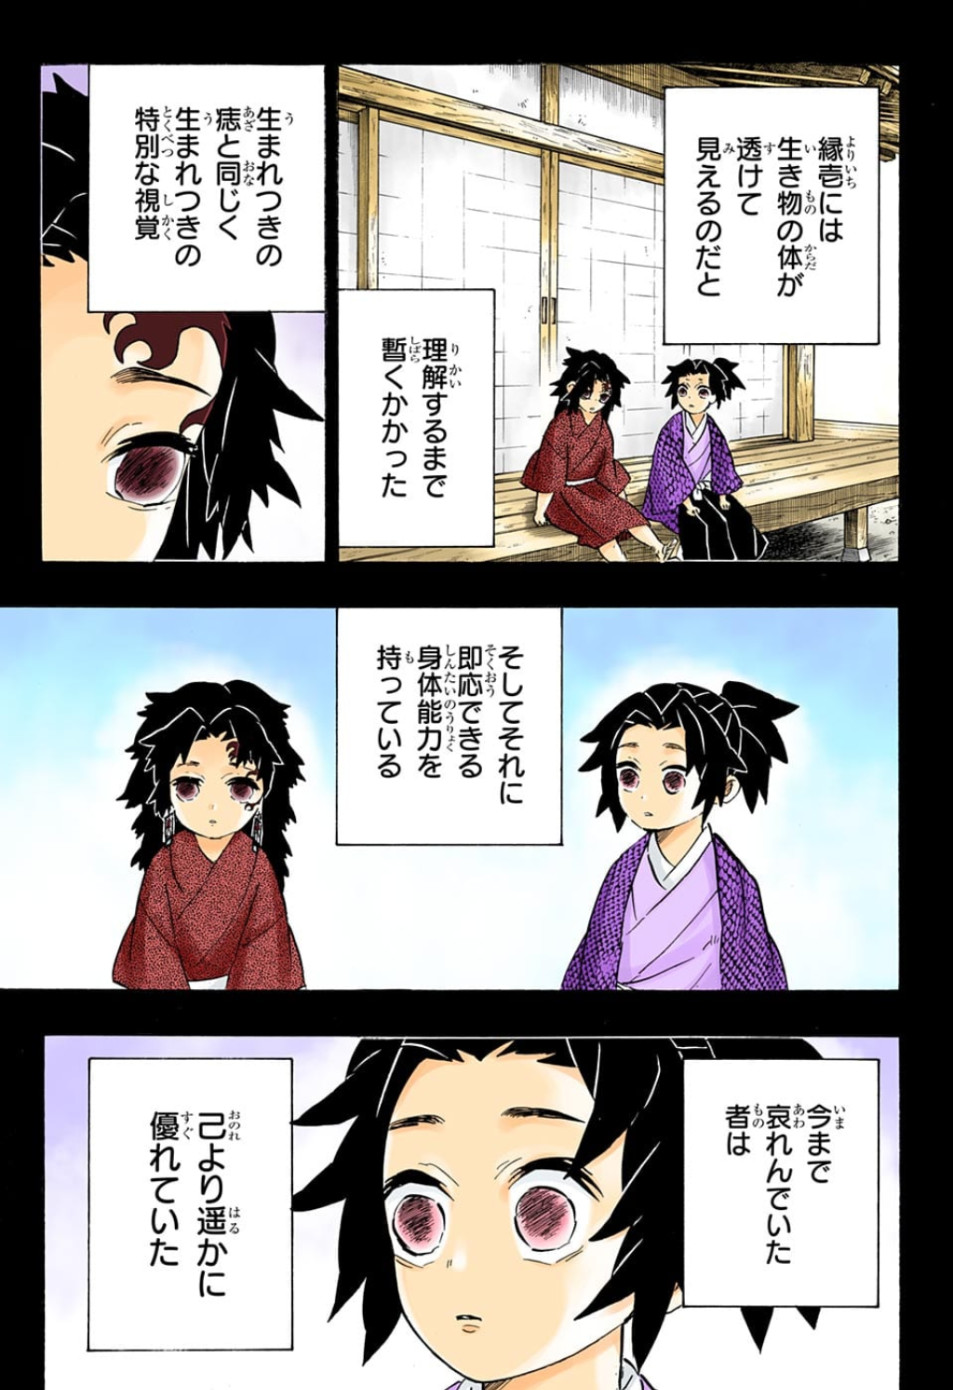 縁壱には
生き物の体が
透けて
見えるのだと
理解するまで
暫くかかった
生まれつきの
痣と同じく
生まれつきの
特別な視覚
そしてそれに
即応できる
身体能力を
持っている
今まで
哀れんでいた
者は
己より遥かに
優れていた